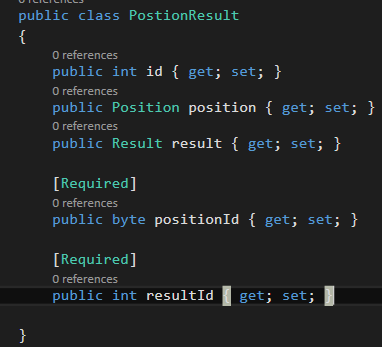 0 references
public class PostionResult
{
0 references
public int id { get; set; }
0 references
public Position position { get; set; }
0 references
public Result result { get; set; }
[Required]
0 references
public byte positionId { get; set; }
[Required]
0 references
public int resultId { get; set; }
}